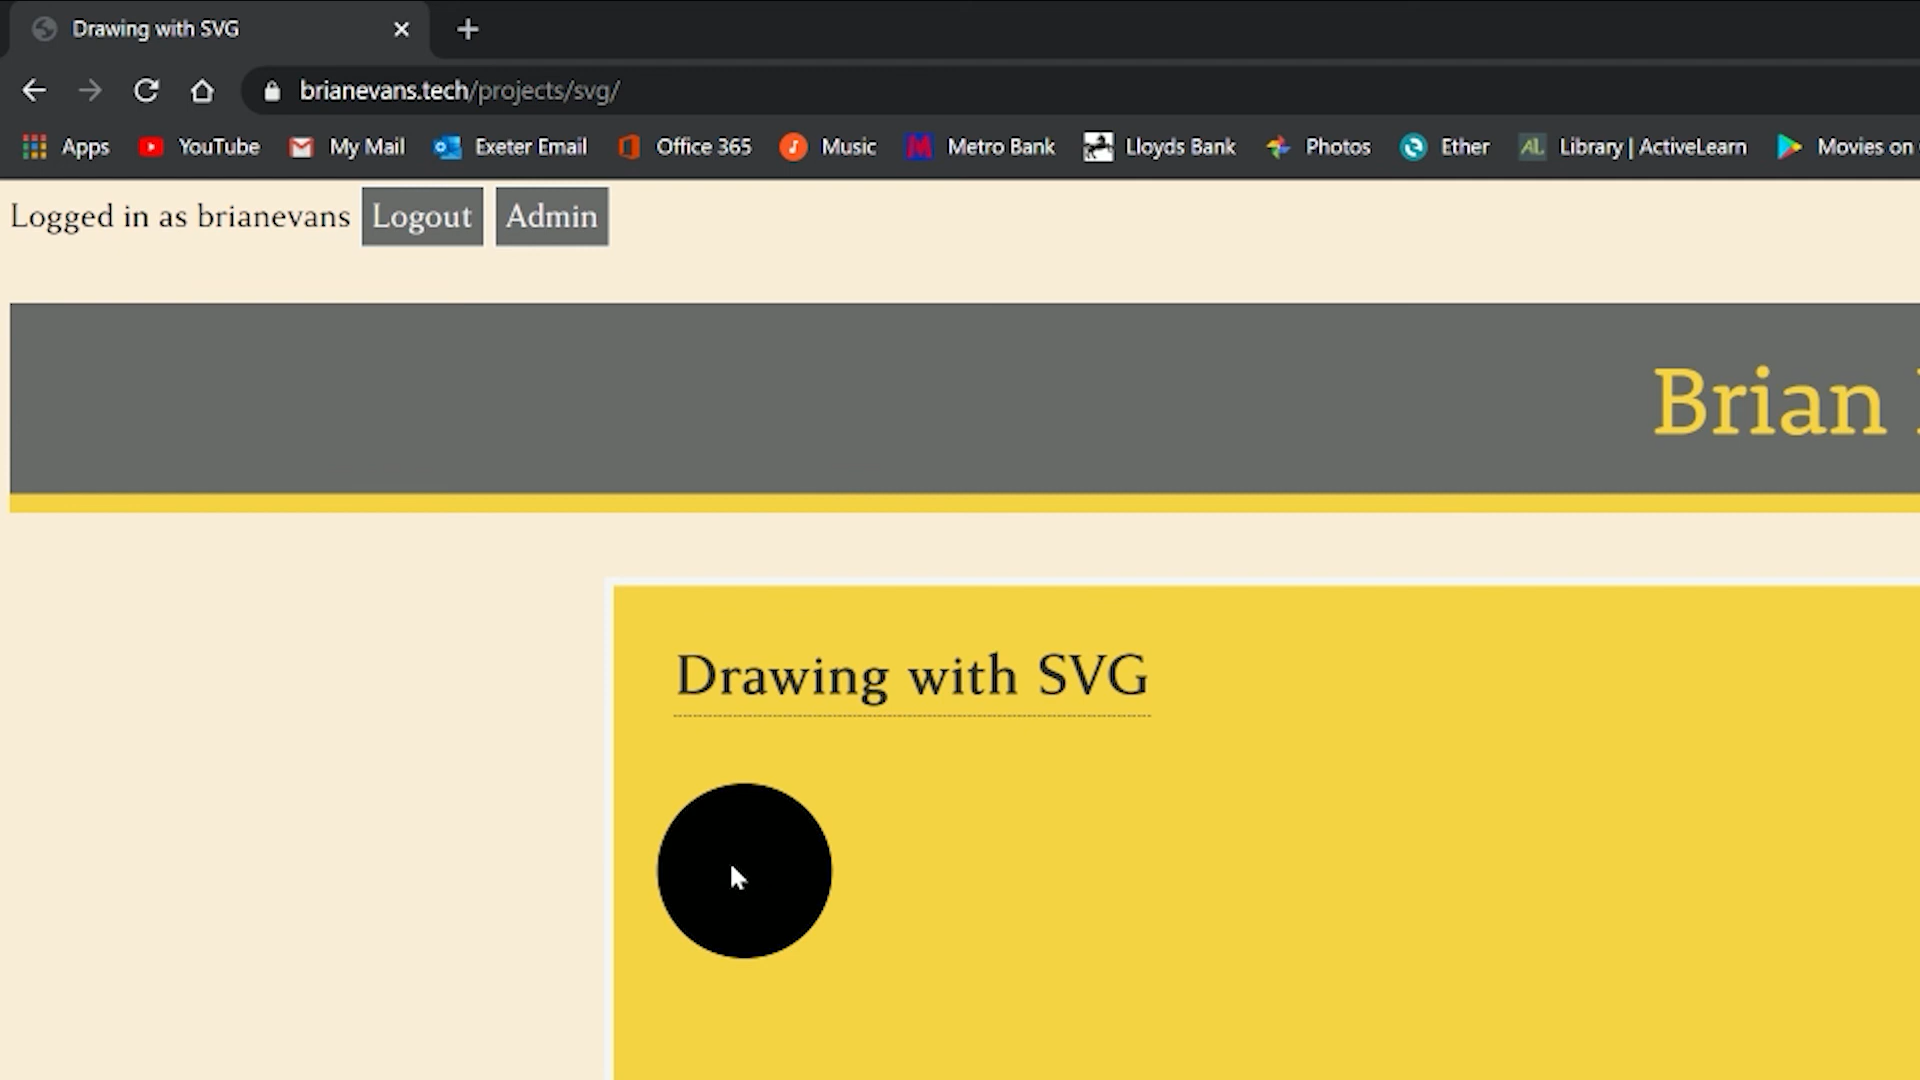 Drawing with SVG
brianevans.tech/projects/svg/
Apps YouTube My Mail Exeter Email Office 365 Music Metro Bank Lloyds Bank Photos Ether Library | ActiveLearn Movies on
Logged in as brianevans Logout Admin
Brian
Drawing with SVG